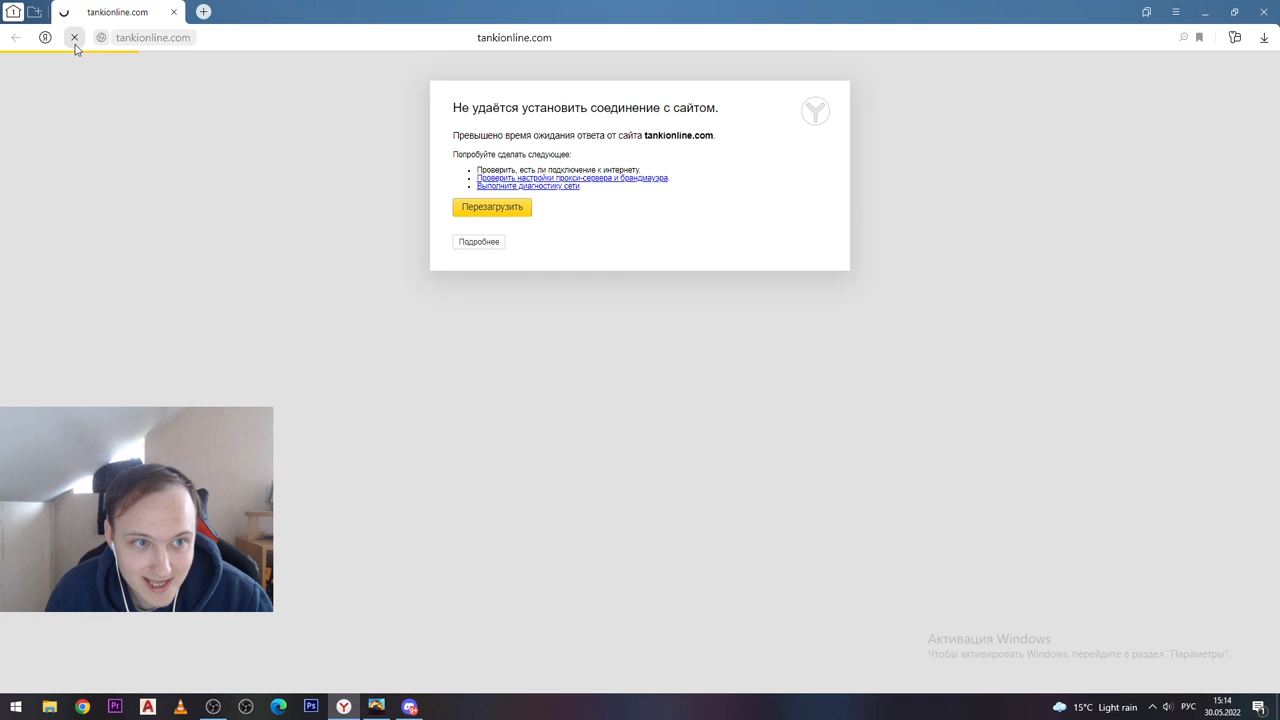 tankionline.com
tankionline.com
tankionline.com
Не удаётся установить соединение с сайтом.
Превышено время ожидания ответа от сайта tankionline.com.
Попробуйте сделать следующее:
Проверить, есть ли подключение к интернету.
Проверить настройки прокси-сервера и брандмауэра.
Выполните диагностику сети
Перезагрузить
Подробнее
Активация Windows
Чтобы активировать Windows, перейдите в раздел "Параметры".
15°C Light rain
РУС
15:14
30.05.2022